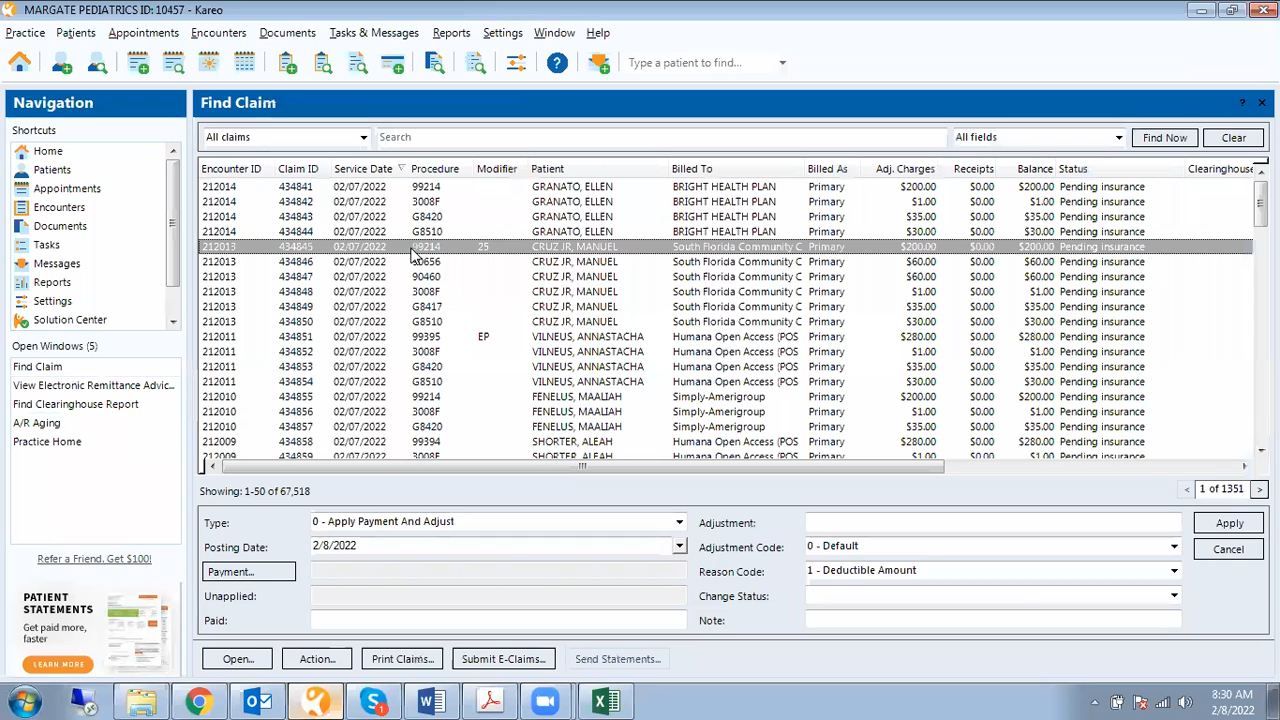 MARGATE PEDIATRICS ID: 10457 - Kareo
Practice Patients Appointments Encounters Documents Tasks & Messages Reports Settings Window Help
Type a patient to find...
Navigation
Shortcuts
Home
Patients
Appointments
Encounters
Documents
Tasks
Messages
Reports
Settings
Solution Center
Open Windows (5)
Find Claim
View Electronic Remittance Advic...
Find Clearinghouse Report
A/R Aging
Practice Home
Refer a Friend. Get $100!
PATIENT
STATEMENTS
Get paid more,
faster
LEARN MORE
Find Claim
All claims Search All fields Find Now Clear
Encounter ID Claim ID Service Date Procedure Modifier Patient Billed To Billed As Adj. Charges Receipts Balance Status Clearinghouse
212014 434841 02/07/2022 99214 GRANATO, ELLEN BRIGHT HEALTH PLAN Primary $200.00 $0.00 $200.00 Pending insurance
212014 434842 02/07/2022 3008F GRANATO, ELLEN BRIGHT HEALTH PLAN Primary $1.00 $0.00 $1.00 Pending insurance
212014 434843 02/07/2022 G8420 GRANATO, ELLEN BRIGHT HEALTH PLAN Primary $35.00 $0.00 $35.00 Pending insurance
212014 434844 02/07/2022 G8510 GRANATO, ELLEN BRIGHT HEALTH PLAN Primary $30.00 $0.00 $30.00 Pending insurance
212013 434845 02/07/2022 99214 25 CRUZ JR, MANUEL South Florida Community C Primary $200.00 $0.00 $200.00 Pending insurance
212013 434846 02/07/2022 90656 CRUZ JR, MANUEL South Florida Community C Primary $60.00 $0.00 $60.00 Pending insurance
212013 434847 02/07/2022 90460 CRUZ JR, MANUEL South Florida Community C Primary $60.00 $0.00 $60.00 Pending insurance
212013 434848 02/07/2022 3008F CRUZ JR, MANUEL South Florida Community C Primary $1.00 $0.00 $1.00 Pending insurance
212013 434849 02/07/2022 G8417 CRUZ JR, MANUEL South Florida Community C Primary $35.00 $0.00 $35.00 Pending insurance
212013 434850 02/07/2022 G8510 CRUZ JR, MANUEL South Florida Community C Primary $30.00 $0.00 $30.00 Pending insurance
212011 434851 02/07/2022 99395 EP VILNEUS, ANNASTACHA Humana Open Access (POS Primary $280.00 $0.00 $280.00 Pending insurance
212011 434852 02/07/2022 3008F VILNEUS, ANNASTACHA Humana Open Access (POS Primary $1.00 $0.00 $1.00 Pending insurance
212011 434853 02/07/2022 G8420 VILNEUS, ANNASTACHA Humana Open Access (POS Primary $35.00 $0.00 $35.00 Pending insurance
212011 434854 02/07/2022 G8510 VILNEUS, ANNASTACHA Humana Open Access (POS Primary $30.00 $0.00 $30.00 Pending insurance
212010 434855 02/07/2022 99214 FENELUS, MAALIAH Simply-Amerigroup Primary $200.00 $0.00 $200.00 Pending insurance
212010 434856 02/07/2022 3008F FENELUS, MAALIAH Simply-Amerigroup Primary $1.00 $0.00 $1.00 Pending insurance
212010 434857 02/07/2022 G8420 FENELUS, MAALIAH Simply-Amerigroup Primary $35.00 $0.00 $35.00 Pending insurance
212009 434858 02/07/2022 99394 SHORTER, ALEAH Humana Open Access (POS Primary $280.00 $0.00 $280.00 Pending insurance
212009 434859 02/07/2022 3008F SHORTER, ALEAH Humana Open Access (POS Primary $1.00 $0.00 $1.00 Pending insurance
Showing: 1-50 of 67,518 < 1 of 1351 >
Type: 0 - Apply Payment And Adjust Adjustment: Apply
Posting Date: 2/8/2022 Adjustment Code: 0 - Default Cancel
Payment... Reason Code: 1 - Deductible Amount
Unapplied: Change Status:
Paid: Note:
Open... Action... Print Claims... Submit E-Claims... Send Statements...
8:30 AM
2/8/2022